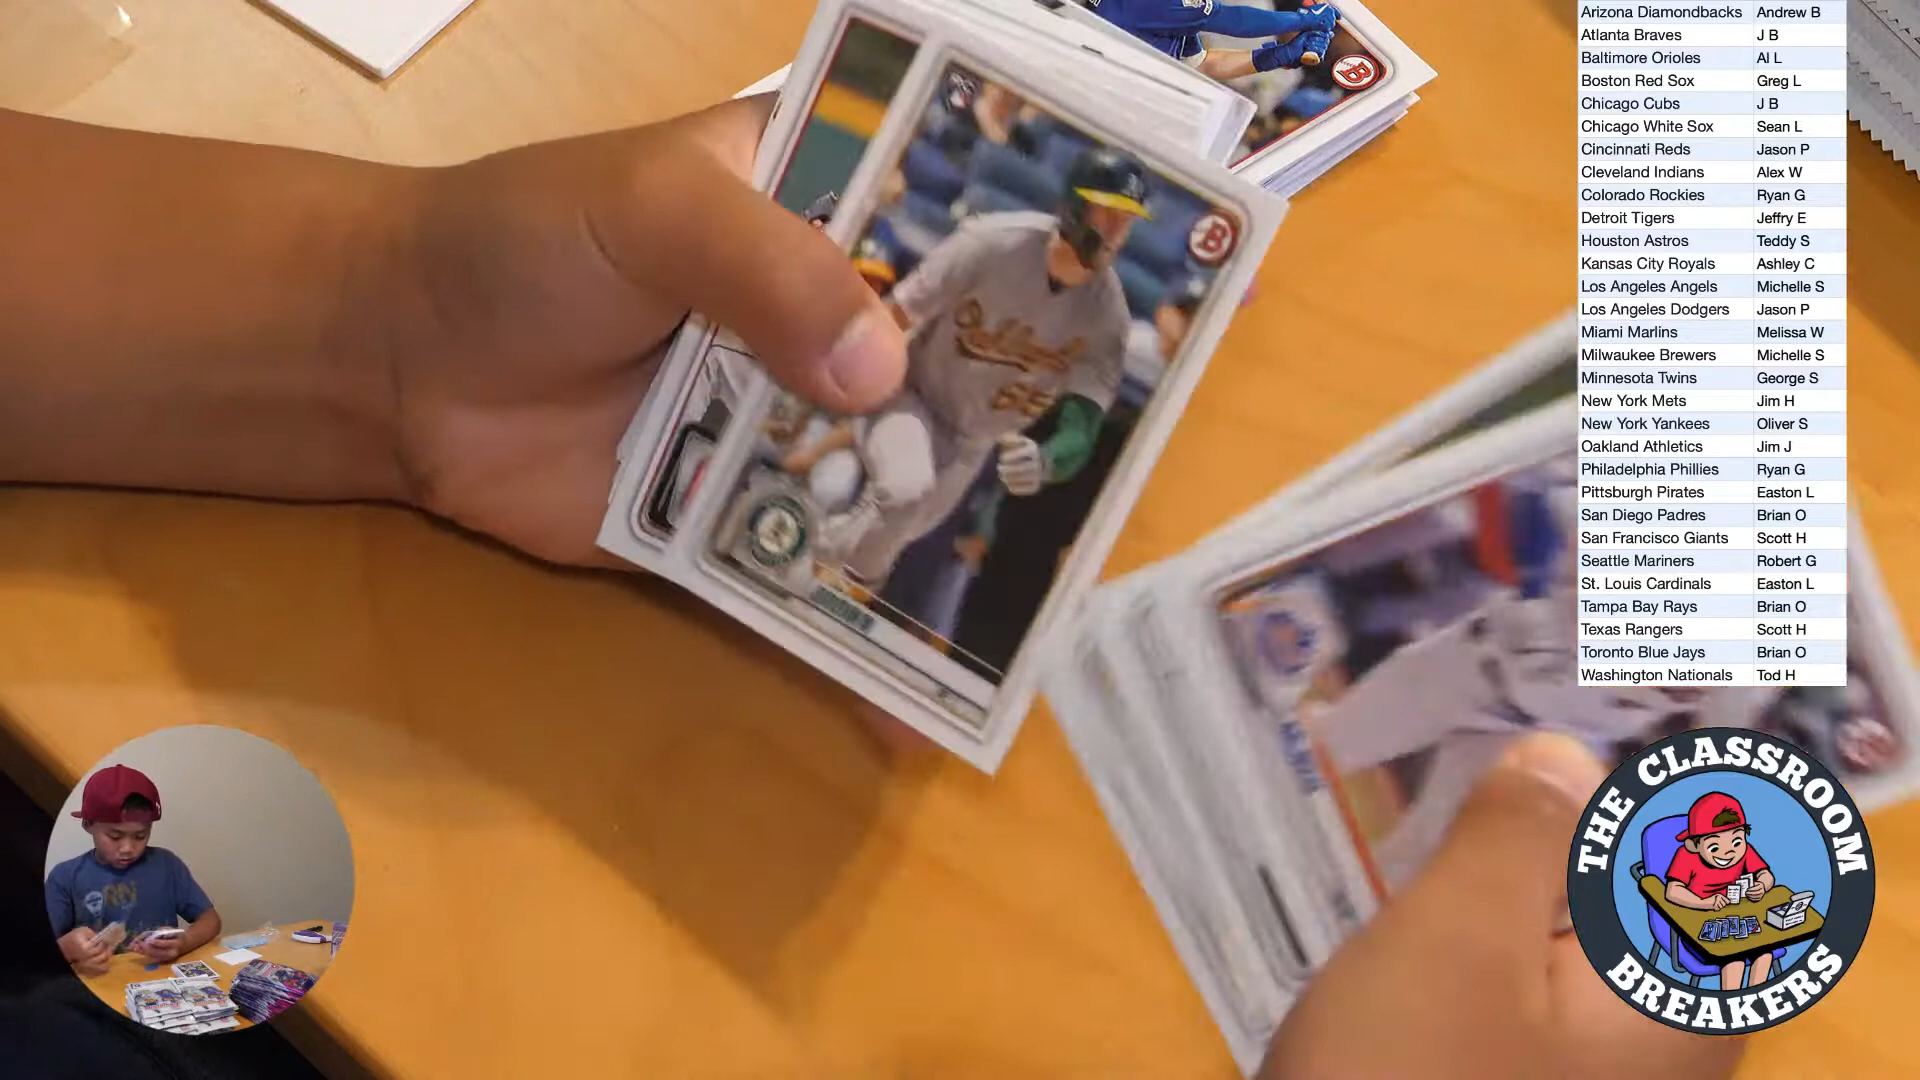 Arizona Diamondbacks Andrew B
Atlanta Braves J B
Baltimore Orioles Al L
Boston Red Sox Greg L
Chicago Cubs J B
Chicago White Sox Sean L
Cincinnati Reds Jason P
Cleveland Indians Alex W
Colorado Rockies Ryan G
Detroit Tigers Jeffry E
Houston Astros Teddy S
Kansas City Royals Ashley C
Los Angeles Angels Michelle S
Los Angeles Dodgers Jason P
Miami Marlins Melissa W
Milwaukee Brewers Michelle S
Minnesota Twins George S
New York Mets Jim H
New York Yankees Oliver S
Oakland Athletics Jim J
Philadelphia Phillies Ryan G
Pittsburgh Pirates Easton L
San Diego Padres Brian O
San Francisco Giants Scott H
Seattle Mariners Robert G
St. Louis Cardinals Easton L
Tampa Bay Rays Brian O
Texas Rangers Scott H
Toronto Blue Jays Brian O
Washington Nationals Tod H
B
B
Oakland
THE CLASSROOM
BREAKERS